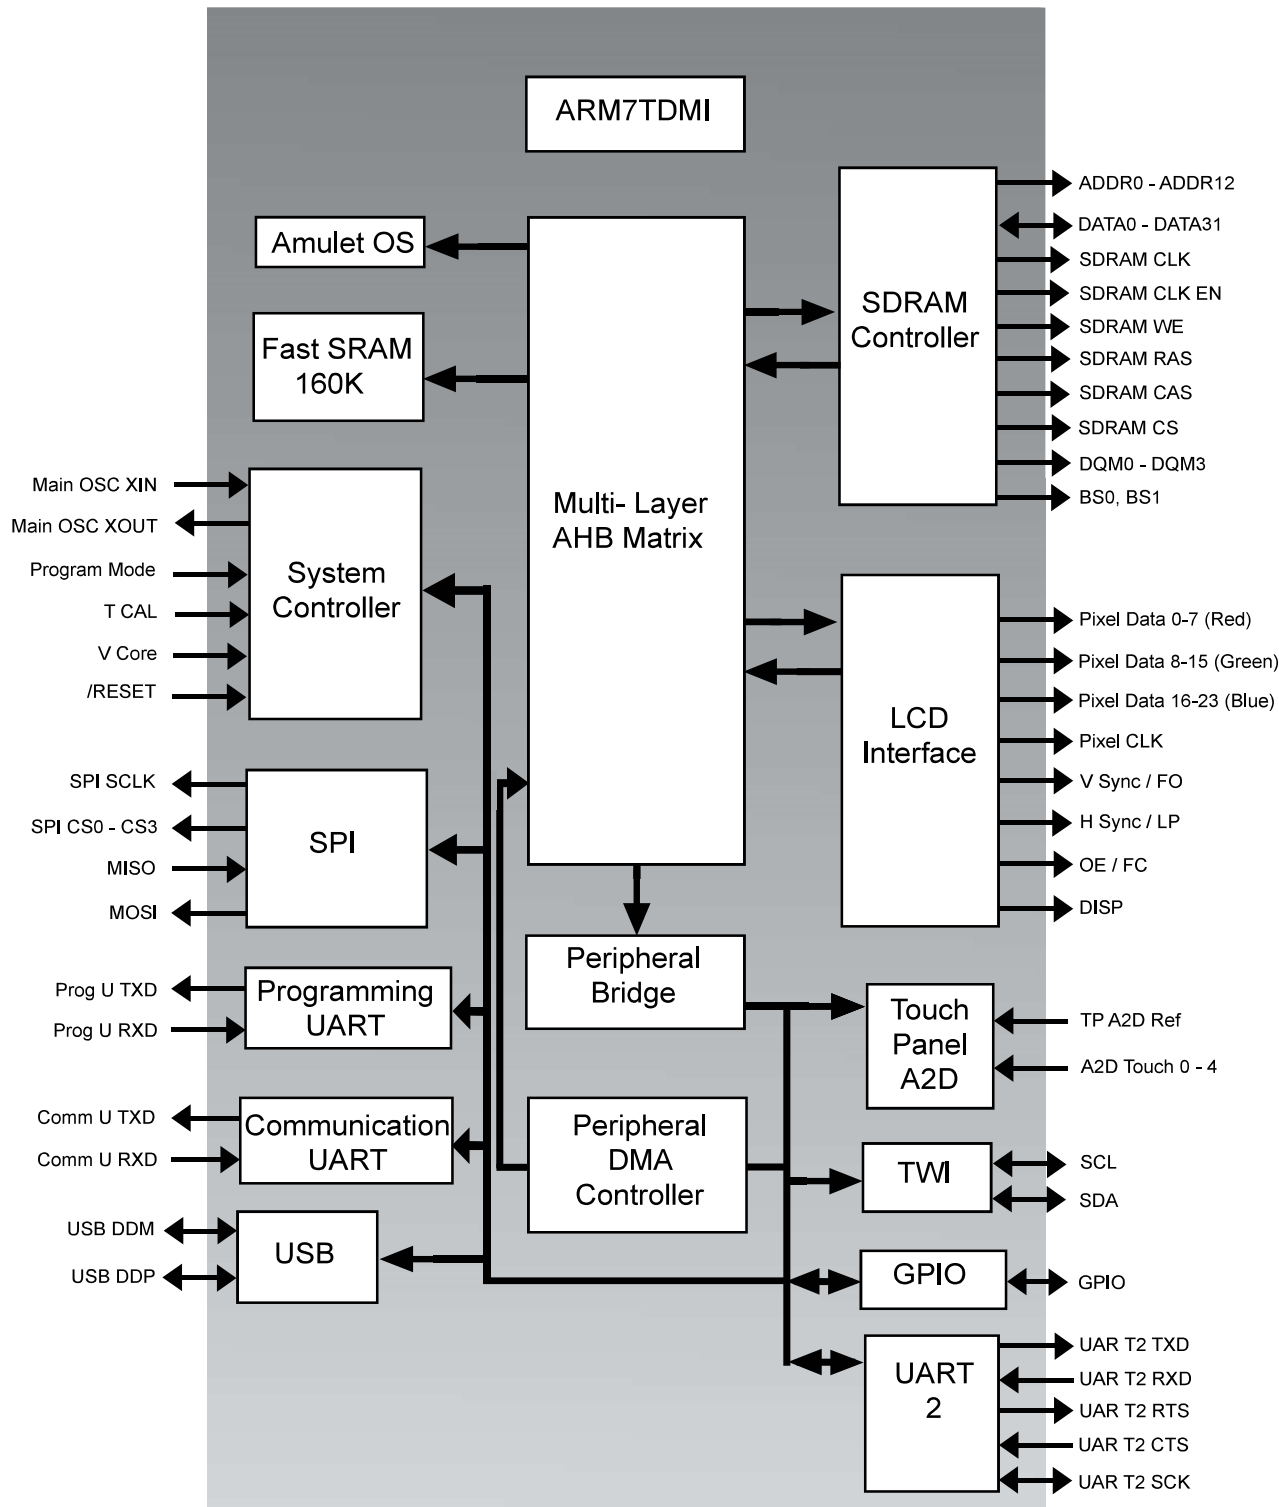 ARM7TDMI
Amulet OS
Fast SRAM
160K
Multi- Layer
AHB Matrix
SDRAM
Controller
ADDR0 - ADDR12
DATA0 - DATA31
SDRAM CLK
SDRAM CLK EN
SDRAM WE
SDRAM RAS
SDRAM CAS
SDRAM CS
DQM0 - DQM3
BS0, BS1
Main OSC XIN
Main OSC XOUT
Program Mode
T CAL
V Core
/RESET
System
Controller
LCD
Interface
Pixel Data 0-7 (Red)
Pixel Data 8-15 (Green)
Pixel Data 16-23 (Blue)
Pixel CLK
V Sync / FO
H Sync / LP
OE / FC
DISP
SPI SCLK
SPI CS0 - CS3
MISO
MOSI
SPI
Peripheral
Bridge
Prog U TXD
Prog U RXD
Programming
UART
Touch
Panel
A2D
TP A2D Ref
A2D Touch 0 - 4
Comm U TXD
Comm U RXD
Communication
UART
Peripheral
DMA
Controller
TWI
SCL
SDA
USB DDM
USB DDP
USB
GPIO
GPIO
UART
2
UAR T2 TXD
UAR T2 RXD
UAR T2 RTS
UAR T2 CTS
UAR T2 SCK